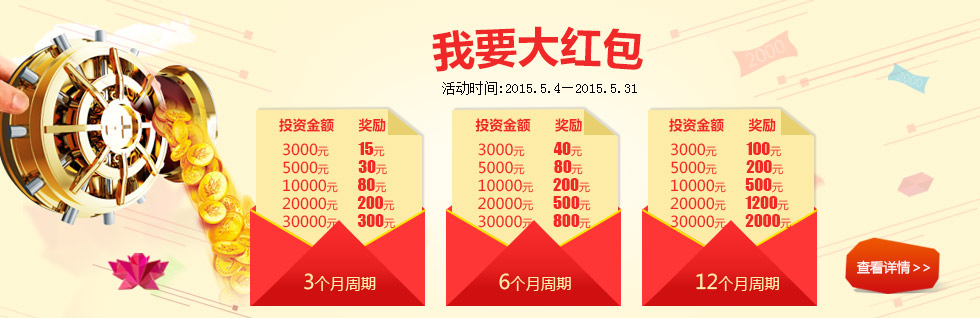 我要大红包
活动时间:2015.5.4—2015.5.31
投资金额 奖励
3000元 15元
5000元 30元
10000元 80元
20000元 200元
30000元 300元
3个月周期
投资金额 奖励
3000元 40元
5000元 80元
10000元 200元
20000元 500元
30000元 800元
6个月周期
投资金额 奖励
3000元 100元
5000元 200元
10000元 500元
20000元 1200元
30000元 2000元
12个月周期
2000
查看详情>>